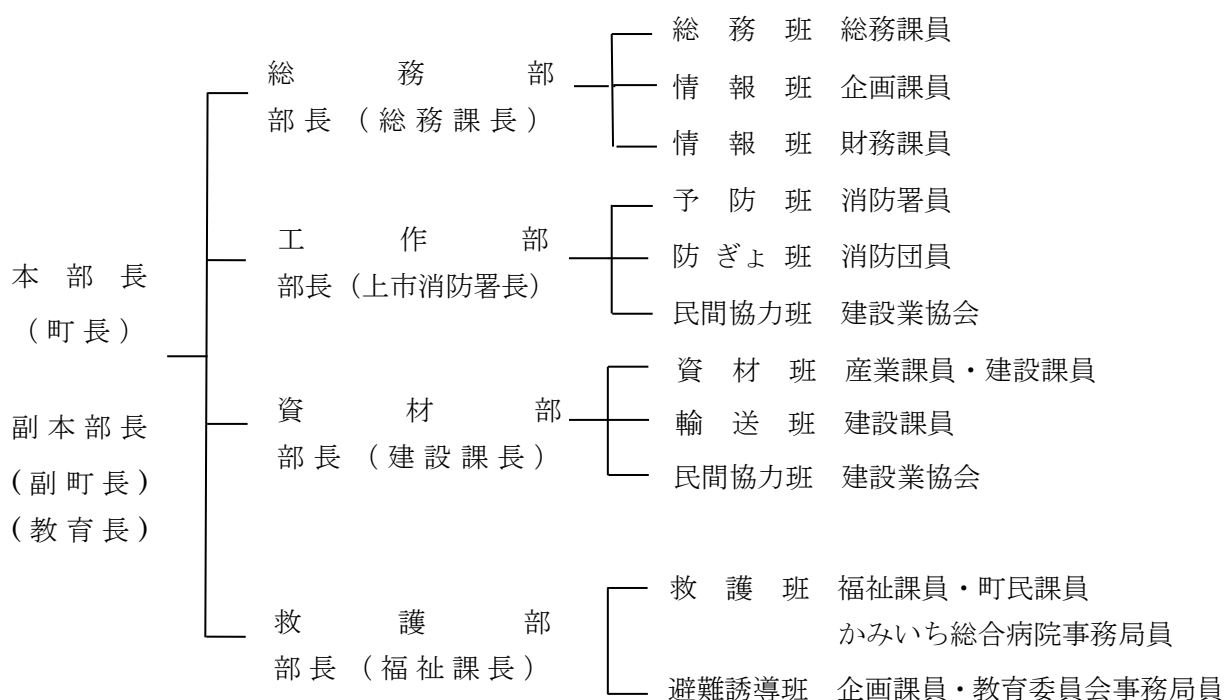 本部長
（町長）
副本部長
(副町長)
(教育長)
総務部
部長（総務課長）
総務班 総務課員
情報班 企画課員
情報班 財務課員
工作部
部長（上市消防署長）
予防班 消防署員
防ぎょ班 消防団員
民間協力班 建設業協会
資材部
部長（建設課長）
資材班 産業課員・建設課員
輸送班 建設課員
民間協力班 建設業協会
救護部
部長（福祉課長）
救護班 福祉課員・町民課員
かみいち総合病院事務局員
避難誘導班 企画課員・教育委員会事務局員